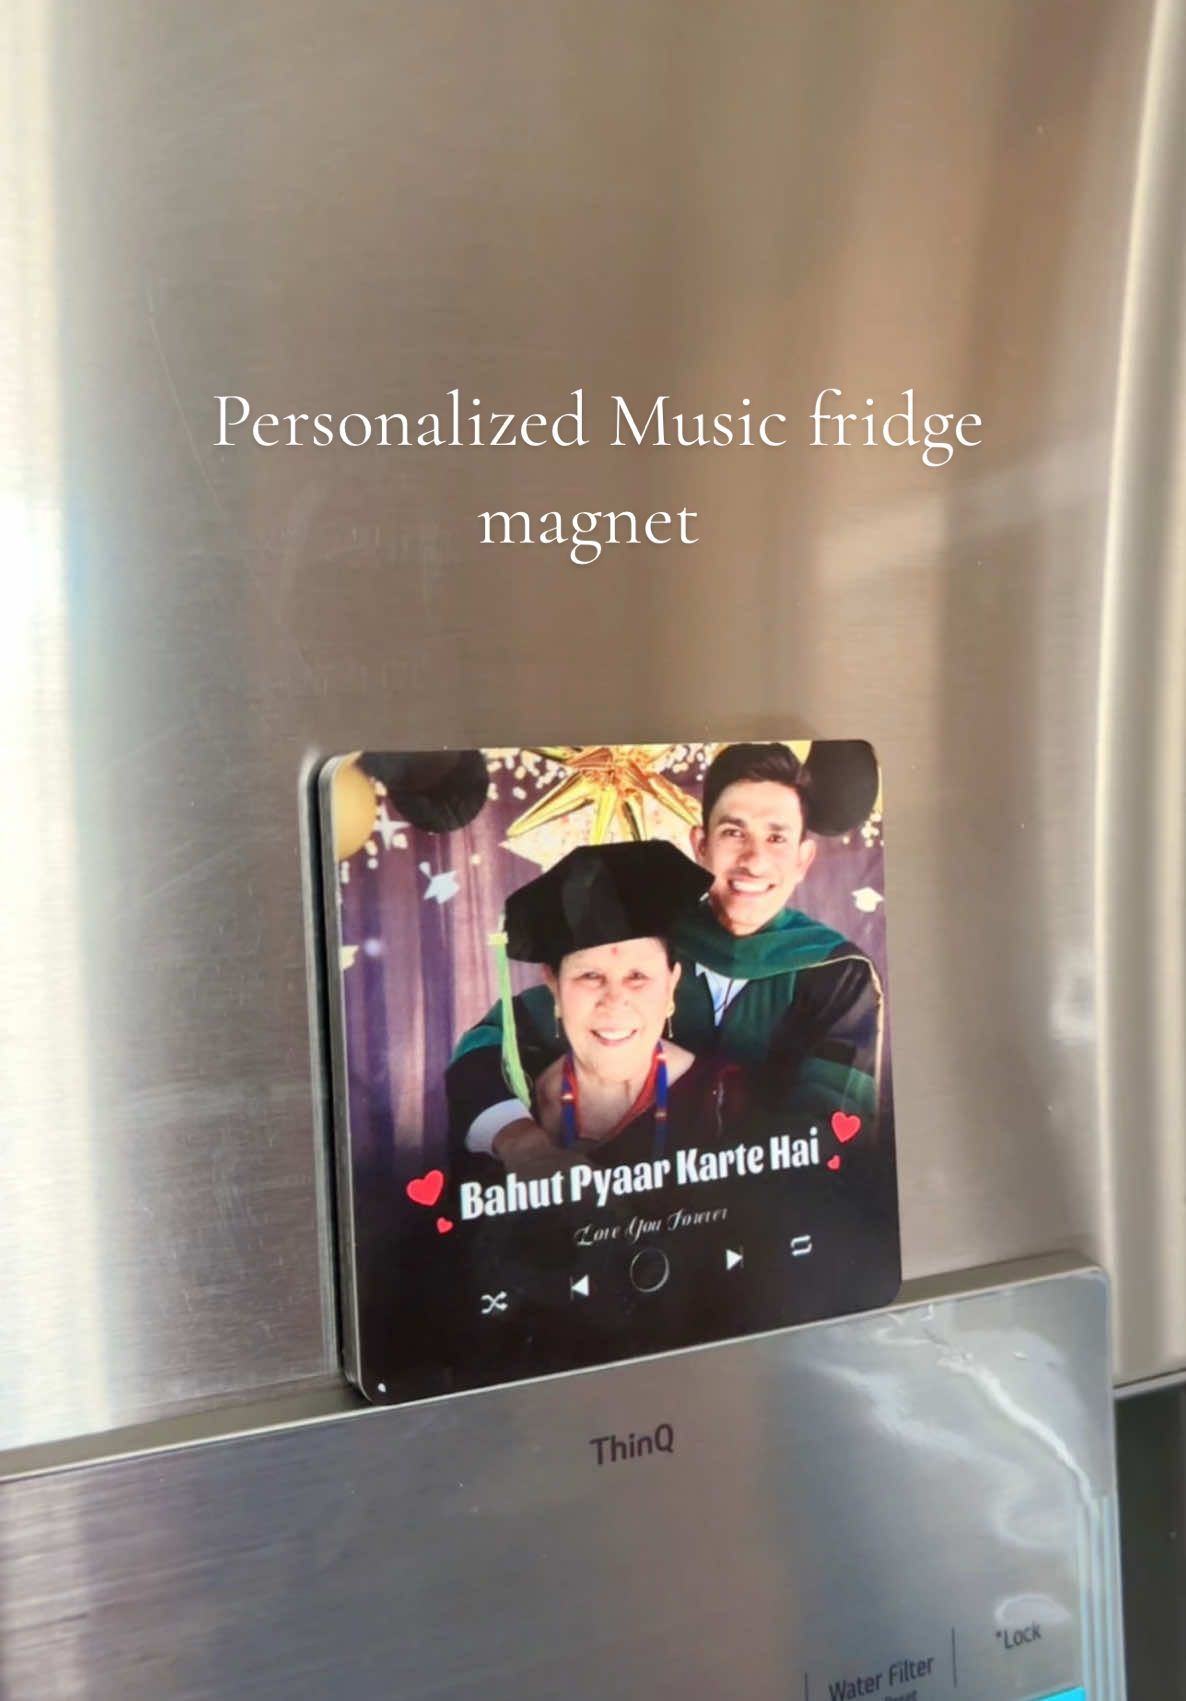 Personalized Music fridge
magnet
Bahut Pyaar Karte Hai
Love You Forever
ThinQ
*Lock
Water Filter